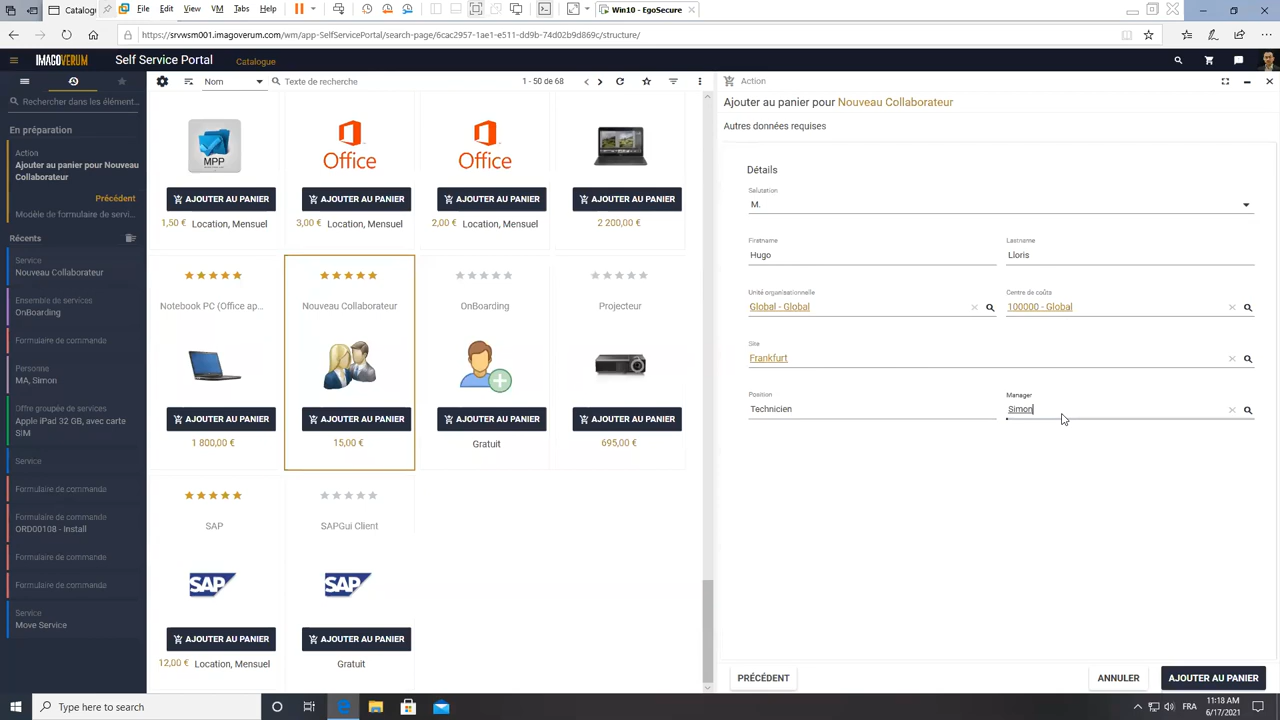 Catalogu
File Edit View Tabs Help
Win10 - EgoSecure
https://srvwsm001.imagoverum.com/wm/app-SelfServicePortal/search-page/6cac2957-1ae1-e511-dd9b-74d02b9d869c/structure/
IMAGOVERUM Self Service Portal Catalogue
Rechercher dans les élément...
En préparation
Action
Ajouter au panier pour Nouveau
Collaborateur
Précédent
Modèle de formulaire de servi...
Récents
Service
Nouveau Collaborateur
Ensemble de services
OnBoarding
Formulaire de commande
Personne
MA, Simon
Offre groupée de services
Apple iPad 32 GB, avec carte
SIM
Service
Formulaire de commande
Formulaire de commande
ORD00108 - Install
Formulaire de commande
Formulaire de commande
Service
Move Service
Nom Texte de recherche 1 - 50 de 68
MPP Office Office
AJOUTER AU PANIER AJOUTER AU PANIER AJOUTER AU PANIER AJOUTER AU PANIER
1,50 € Location, Mensuel 3,00 € Location, Mensuel 2,00 € Location, Mensuel 2 200,00 €
Notebook PC (Office ap... Nouveau Collaborateur OnBoarding Projecteur
AJOUTER AU PANIER AJOUTER AU PANIER AJOUTER AU PANIER AJOUTER AU PANIER
1 800,00 € 15,00 € Gratuit 695,00 €
SAP SAPGui Client
SAP SAP
AJOUTER AU PANIER AJOUTER AU PANIER
12,00 € Location, Mensuel Gratuit
Action
Ajouter au panier pour Nouveau Collaborateur
Autres données requises
Détails
Salutation
M.
Firstname Lastname
Hugo Lloris
Unité organisationnelle Centre de coûts
Global - Global 100000 - Global
Site
Frankfurt
Position Manager
Technicien Simon
PRÉCÉDENT ANNULER AJOUTER AU PANIER
Type here to search
FRA
11:18 AM
6/17/2021